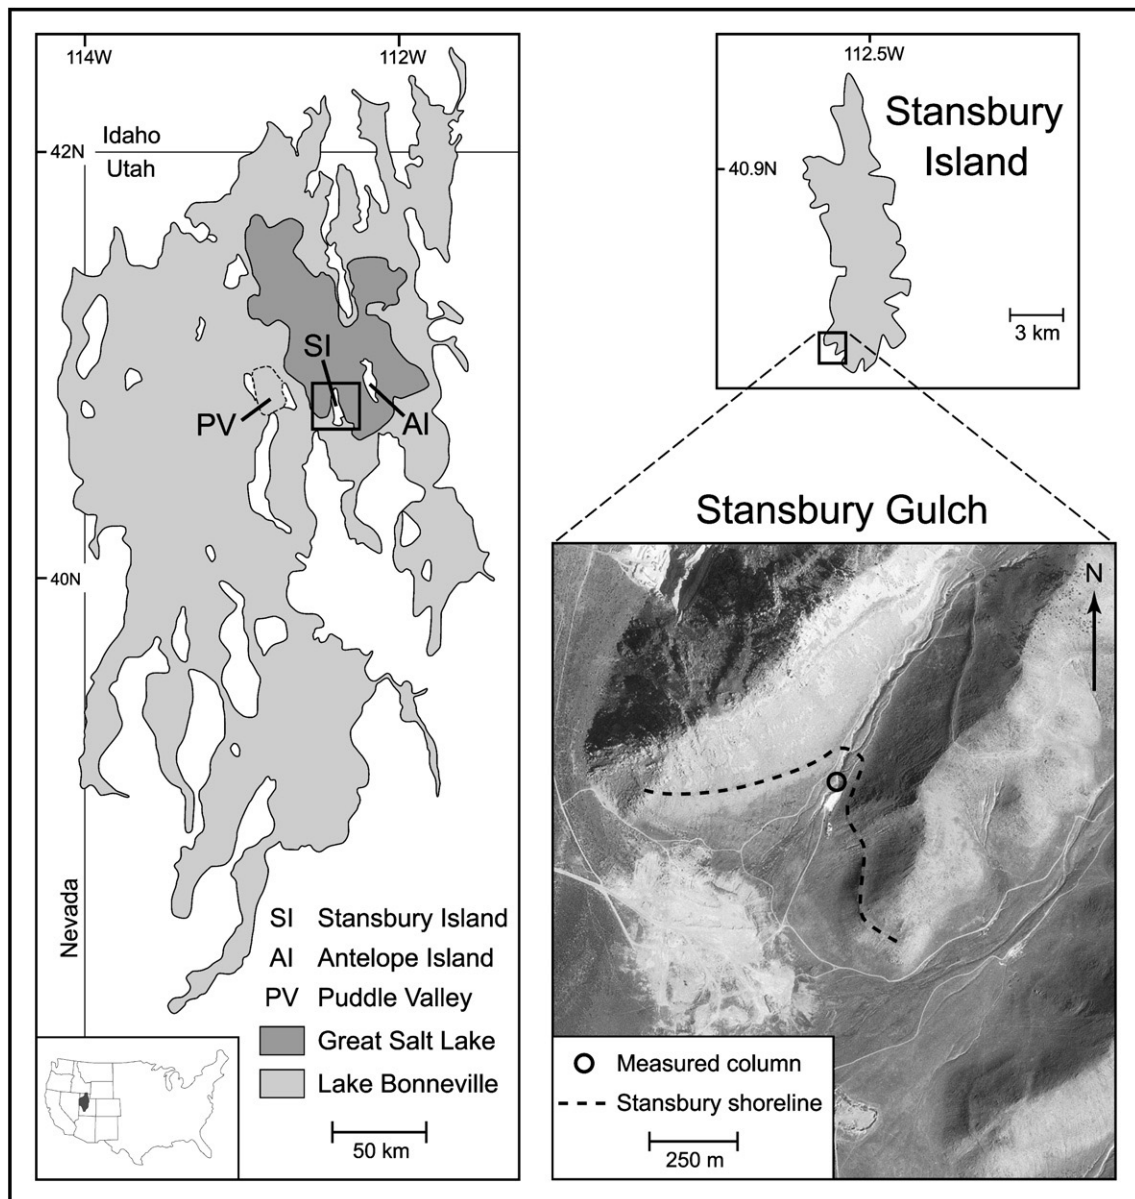 114W
112W
Idaho
42N
Utah
SI
PV
AI
40N
Nevada
SI Stansbury Island
AI Antelope Island
PV Puddle Valley
Great Salt Lake
Lake Bonneville
50 km
112.5W
Stansbury
Island
40.9N
3 km
Stansbury Gulch
N
Measured column
Stansbury shoreline
250 m